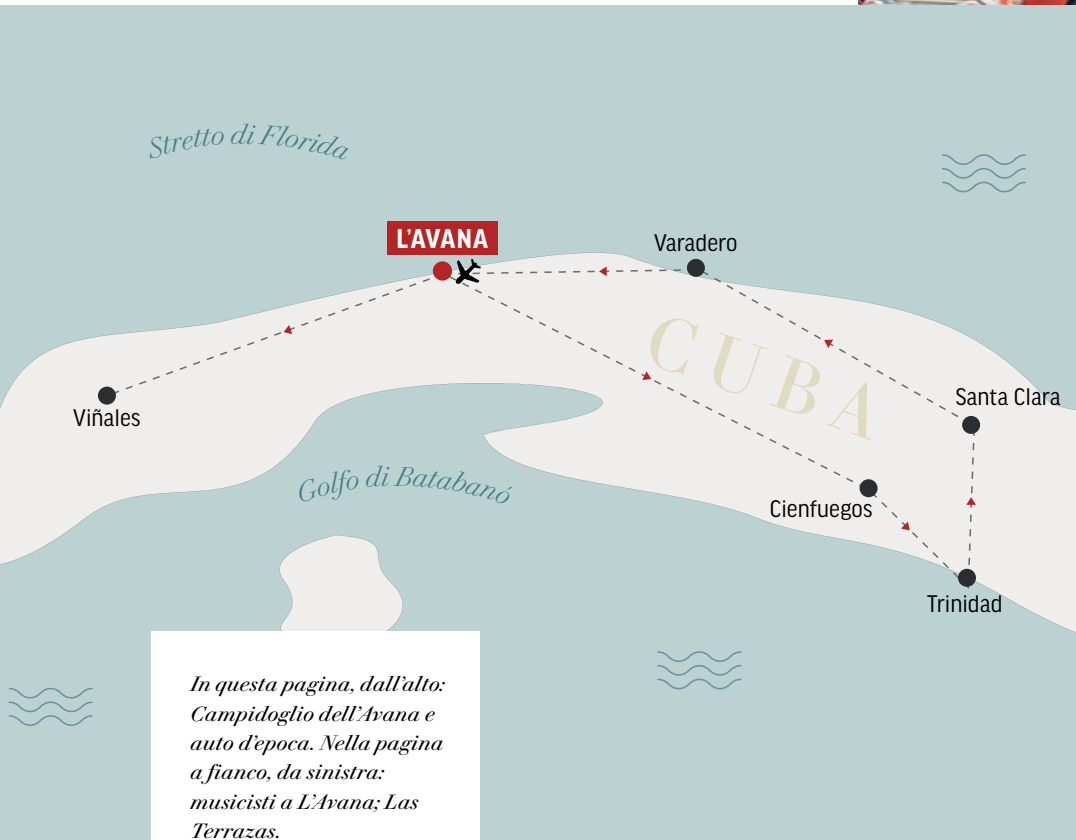 Stretto di Florida
L'AVANA
Varadero
CUBA
Santa Clara
Viñales
Golfo di Batabanó
Cienfuegos
Trinidad
In questa pagina, dall'alto:
Campidoglio dell'Avana e
auto d'epoca. Nella pagina
a fianco, da sinistra:
musicisti a L'Avana; Las
Terrazas.